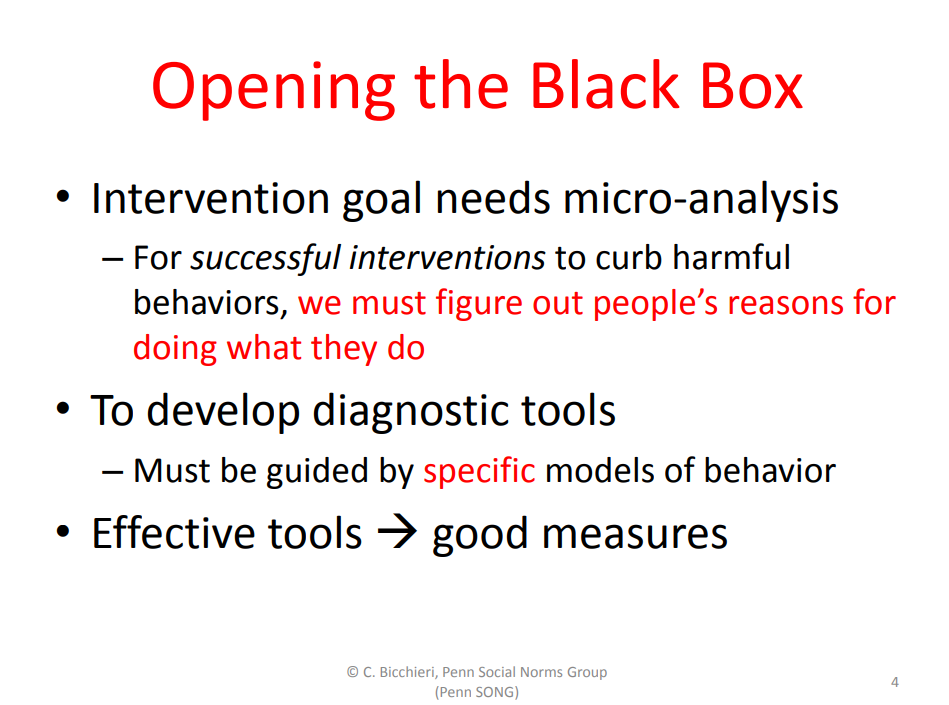 Opening the Black Box
• Intervention goal needs micro-analysis
– For successful interventions to curb harmful
behaviors, we must figure out people’s reasons for
doing what they do
• To develop diagnostic tools
– Must be guided by specific models of behavior
• Effective tools → good measures
© C. Bicchieri, Penn Social Norms Group
(Penn SONG)
4